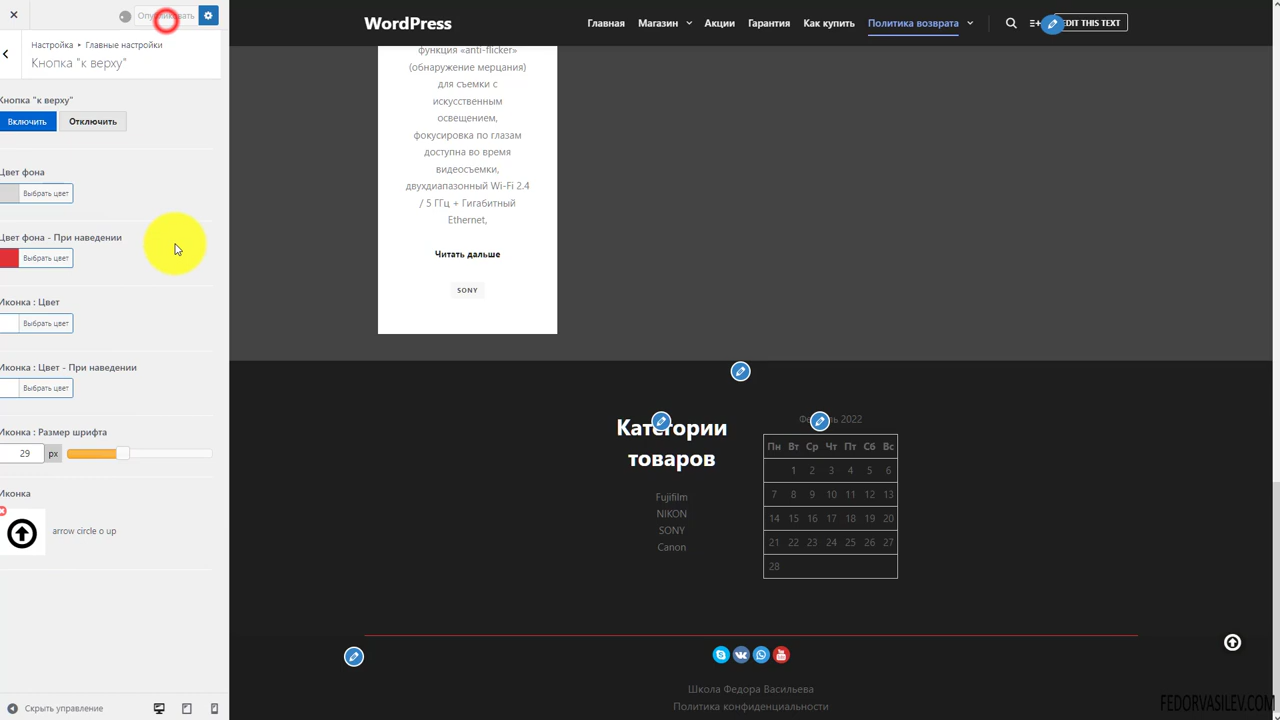 Опубликовать
Настройка ▸ Главные настройки
Кнопка "к верху"
Кнопка "к верху"
Включить
Отключить
Цвет фона
Выбрать цвет
Цвет фона - При наведении
Выбрать цвет
Иконка : Цвет
Выбрать цвет
Иконка : Цвет - При наведении
Выбрать цвет
Иконка : Размер шрифта
29 px
Иконка
arrow circle o up
Скрыть управление
WordPress
Главная Магазин Акции Гарантия Как купить Политика возврата
EDIT THIS TEXT
функция «anti-flicker»
(обнаружение мерцания)
для съемки с
искусственным
освещением,
фокусировка по глазам
доступна во время
видеосъемки,
двухдиапазонный Wi-Fi 2.4
/ 5 ГГц + Гигабитный
Ethernet,
Читать дальше
SONY
Категории
товаров
Fujifilm
NIKON
SONY
Canon
2022
Пн Вт Ср Чт Пт Сб Вс
1 2 3 4 5 6
7 8 9 10 11 12 13
14 15 16 17 18 19 20
21 22 23 24 25 26 27
28
Школа Федора Васильева
Политика конфиденциальности
FEDORVASILEV.COM